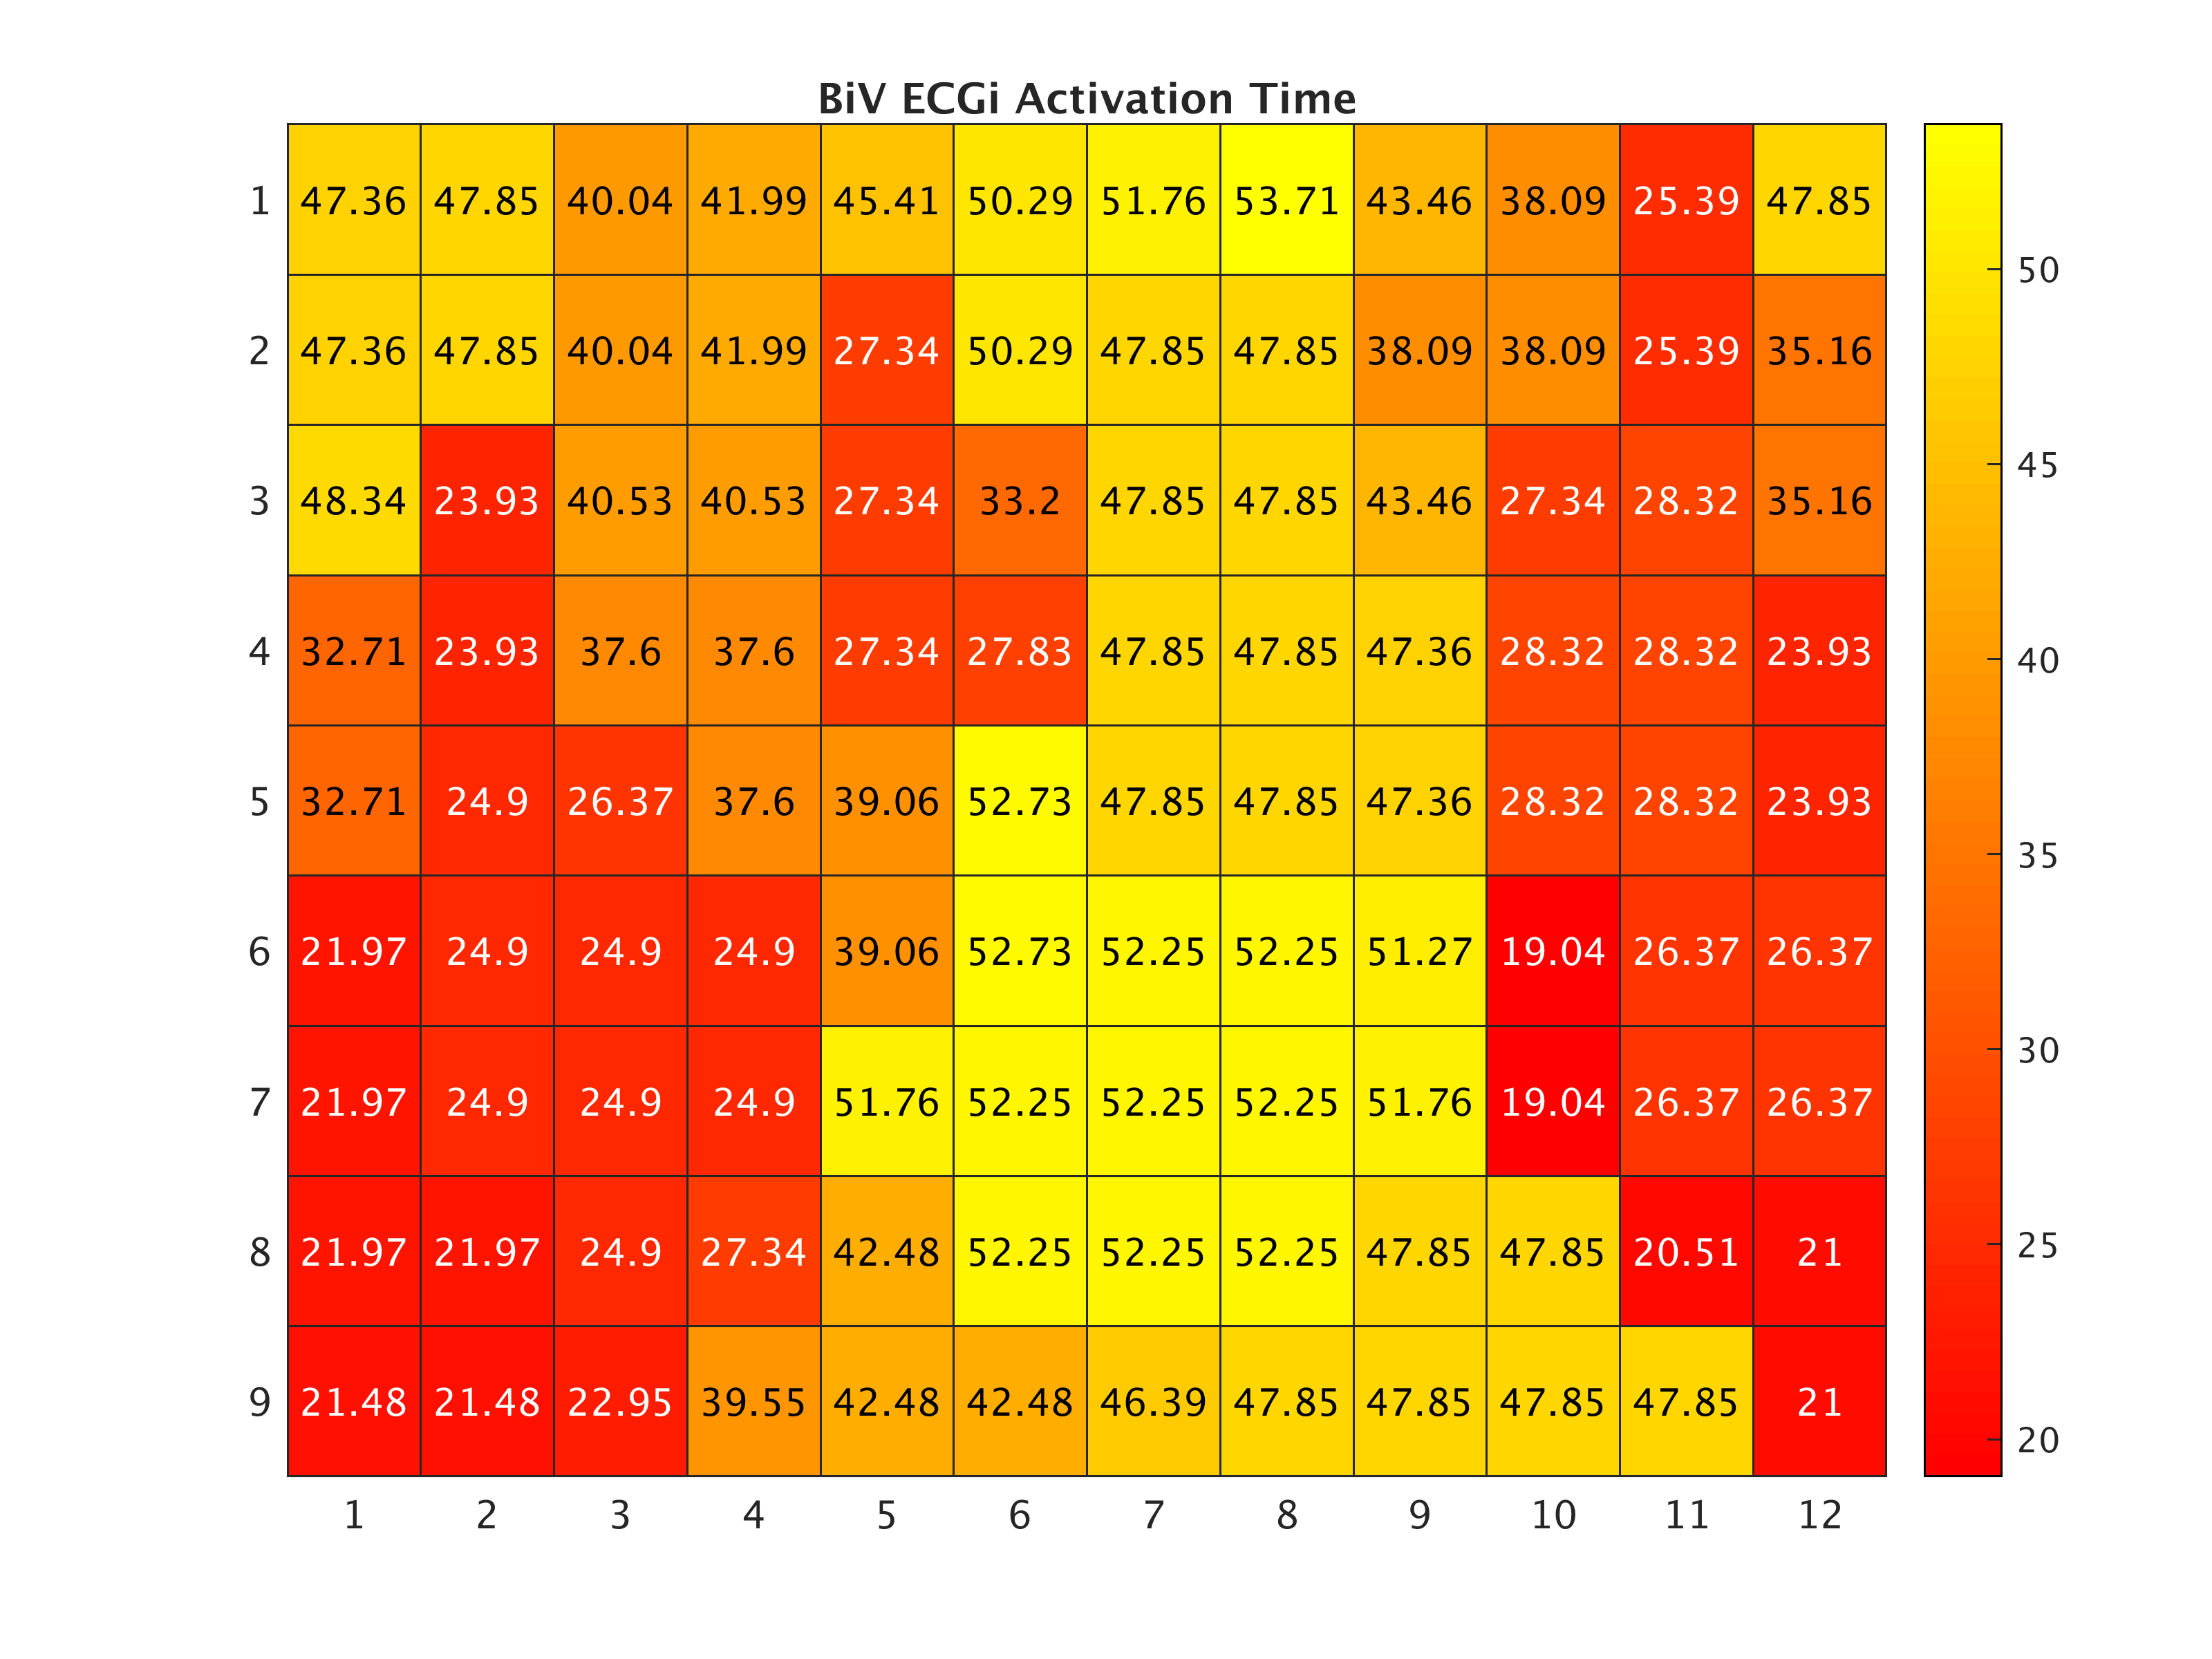 BiV ECGi Activation Time
1 47.36 47.85 40.04 41.99 45.41 50.29 51.76 53.71 43.46 38.09 25.39 47.85
2 47.36 47.85 40.04 41.99 27.34 50.29 47.85 47.85 38.09 38.09 25.39 35.16
3 48.34 23.93 40.53 40.53 27.34 33.2 47.85 47.85 43.46 27.34 28.32 35.16
4 32.71 23.93 37.6 37.6 27.34 27.83 47.85 47.85 47.36 28.32 28.32 23.93
5 32.71 24.9 26.37 37.6 39.06 52.73 47.85 47.85 47.36 28.32 28.32 23.93
6 21.97 24.9 24.9 24.9 39.06 52.73 52.25 52.25 51.27 19.04 26.37 26.37
7 21.97 24.9 24.9 24.9 51.76 52.25 52.25 52.25 51.76 19.04 26.37 26.37
8 21.97 21.97 24.9 27.34 42.48 52.25 52.25 52.25 47.85 47.85 20.51 21
9 21.48 21.48 22.95 39.55 42.48 42.48 46.39 47.85 47.85 47.85 47.85 21
1 2 3 4 5 6 7 8 9 10 11 12
50
45
40
35
30
25
20